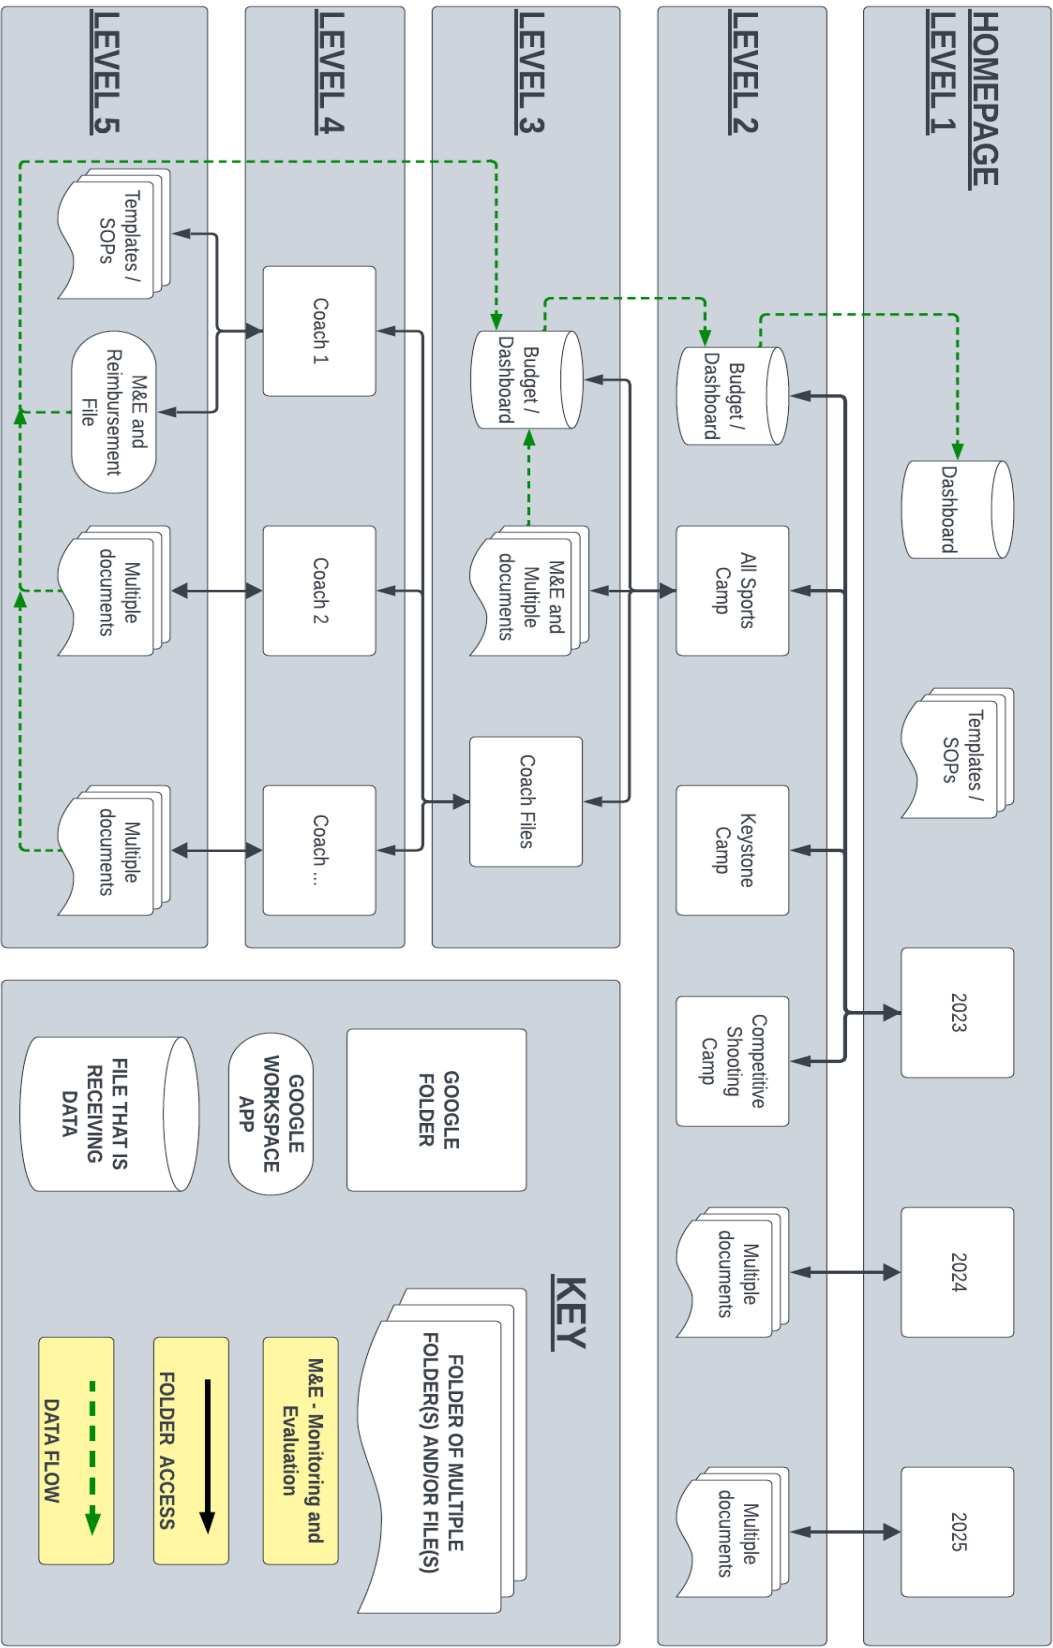 HOMEPAGE
LEVEL 1
Dashboard
Templates /
SOPs
2023
2024
2025
LEVEL 2
Budget /
Dashboard
All Sports
Camp
Keystone
Camp
Competitive
Shooting
Camp
Multiple
documents
Multiple
documents
LEVEL 3
Budget /
Dashboard
M&E and
Multiple
documents
Coach Files
LEVEL 4
Coach 1
Coach 2
Coach ...
LEVEL 5
Templates /
SOPs
M&E and
Reimbursement
File
Multiple
documents
Multiple
documents
KEY
GOOGLE
FOLDER
GOOGLE
WORKSPACE
APP
FILE THAT IS
RECEIVING
DATA
FOLDER OF MULTIPLE
FOLDER(S) AND/OR FILE(S)
M&E - Monitoring and
Evaluation
FOLDER ACCESS
DATA FLOW